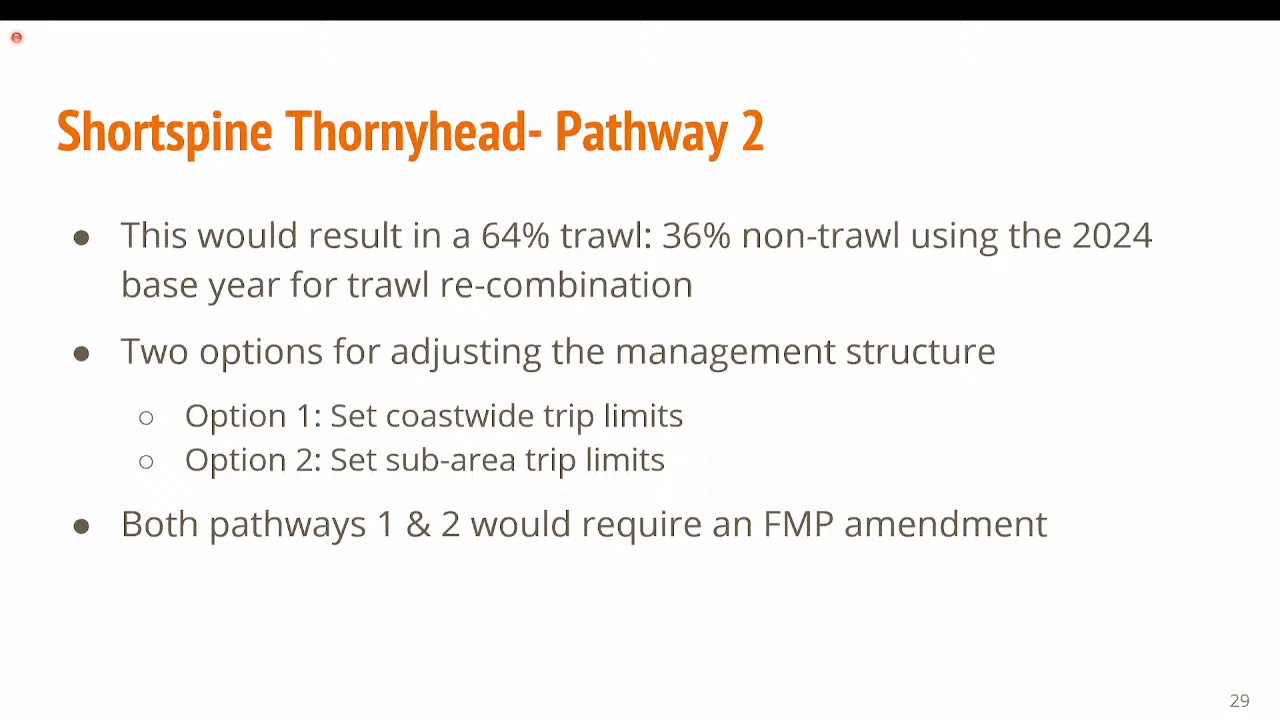 Shortspine Thornyhead- Pathway 2
● This would result in a 64% trawl: 36% non-trawl using the 2024
base year for trawl re-combination
● Two options for adjusting the management structure
○ Option 1: Set coastwide trip limits
○ Option 2: Set sub-area trip limits
● Both pathways 1 & 2 would require an FMP amendment
29